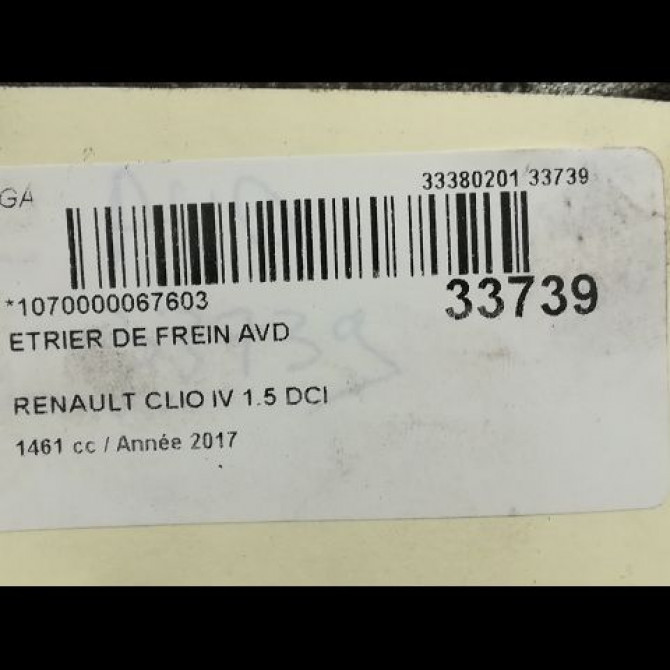 33380201 33739
GA
*1070000067603
33739
ETRIER DE FREIN AVD
RENAULT CLIO IV 1.5 DCI
1461 cc / Année 2017